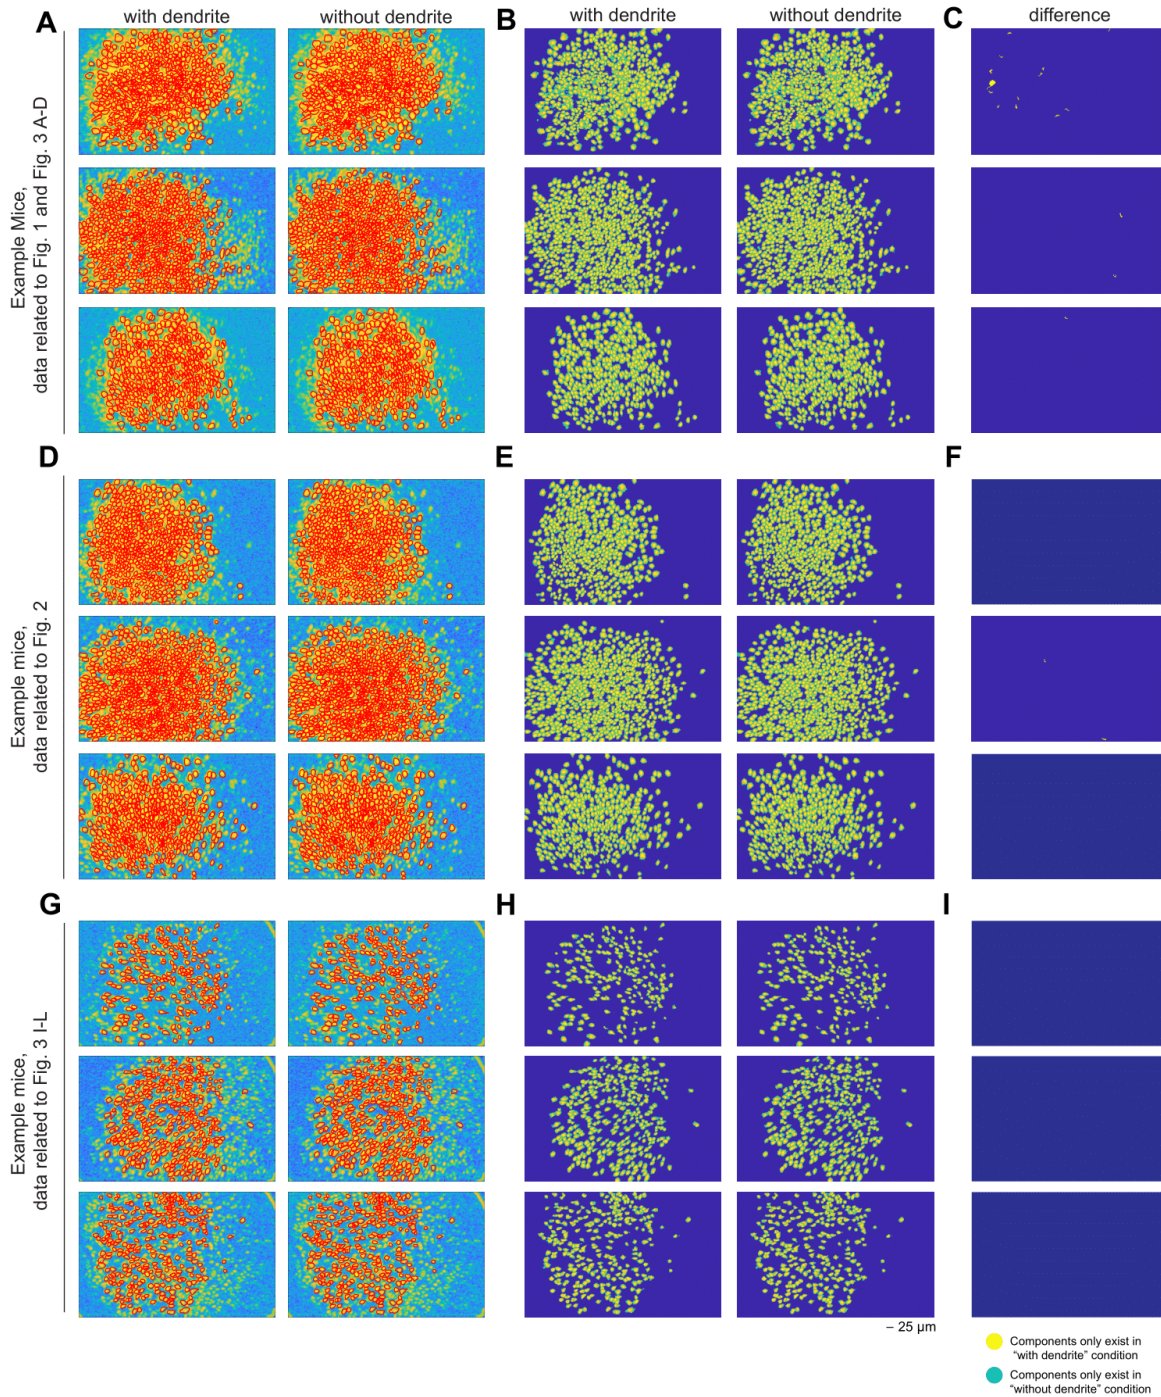 A
with dendrite
without dendrite
B
with dendrite
without dendrite
C
difference
Example Mice,
data related to Fig. 1 and Fig. 3 A-D
D
E
F
Example mice,
data related to Fig. 2
G
H
I
Example mice,
data related to Fig. 3 I-L
– 25 µm
Components only exist in
"with dendrite" condition
Components only exist in
"without dendrite" condition